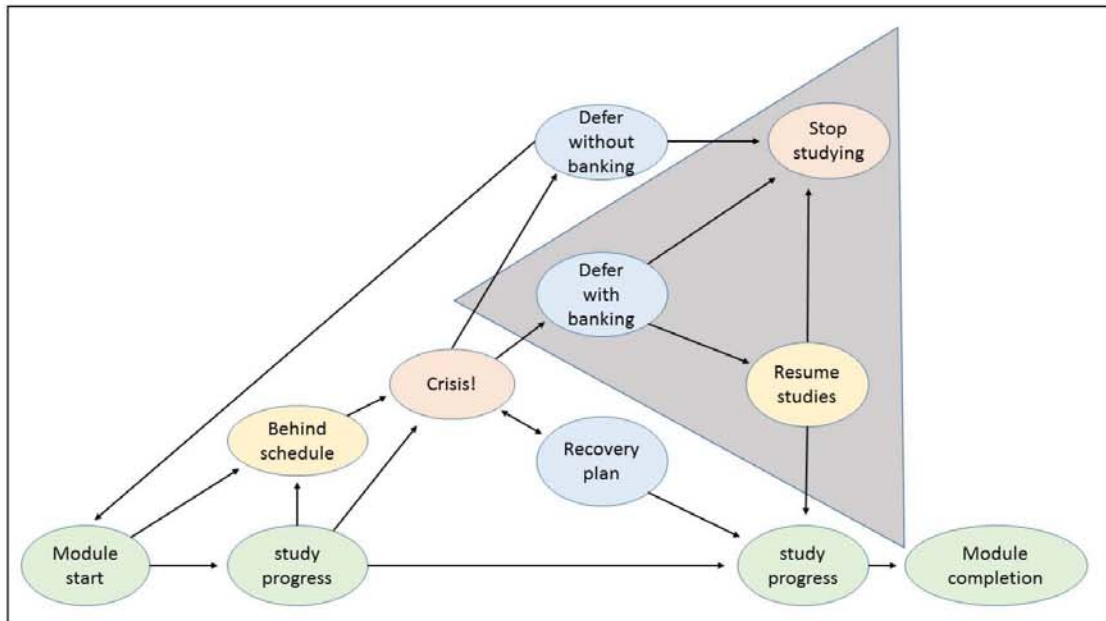 Defer
without
banking
Stop
studying
Defer
with
banking
Crisis!
Resume
studies
Behind
schedule
Recovery
plan
Module
start
study
progress
study
progress
Module
completion